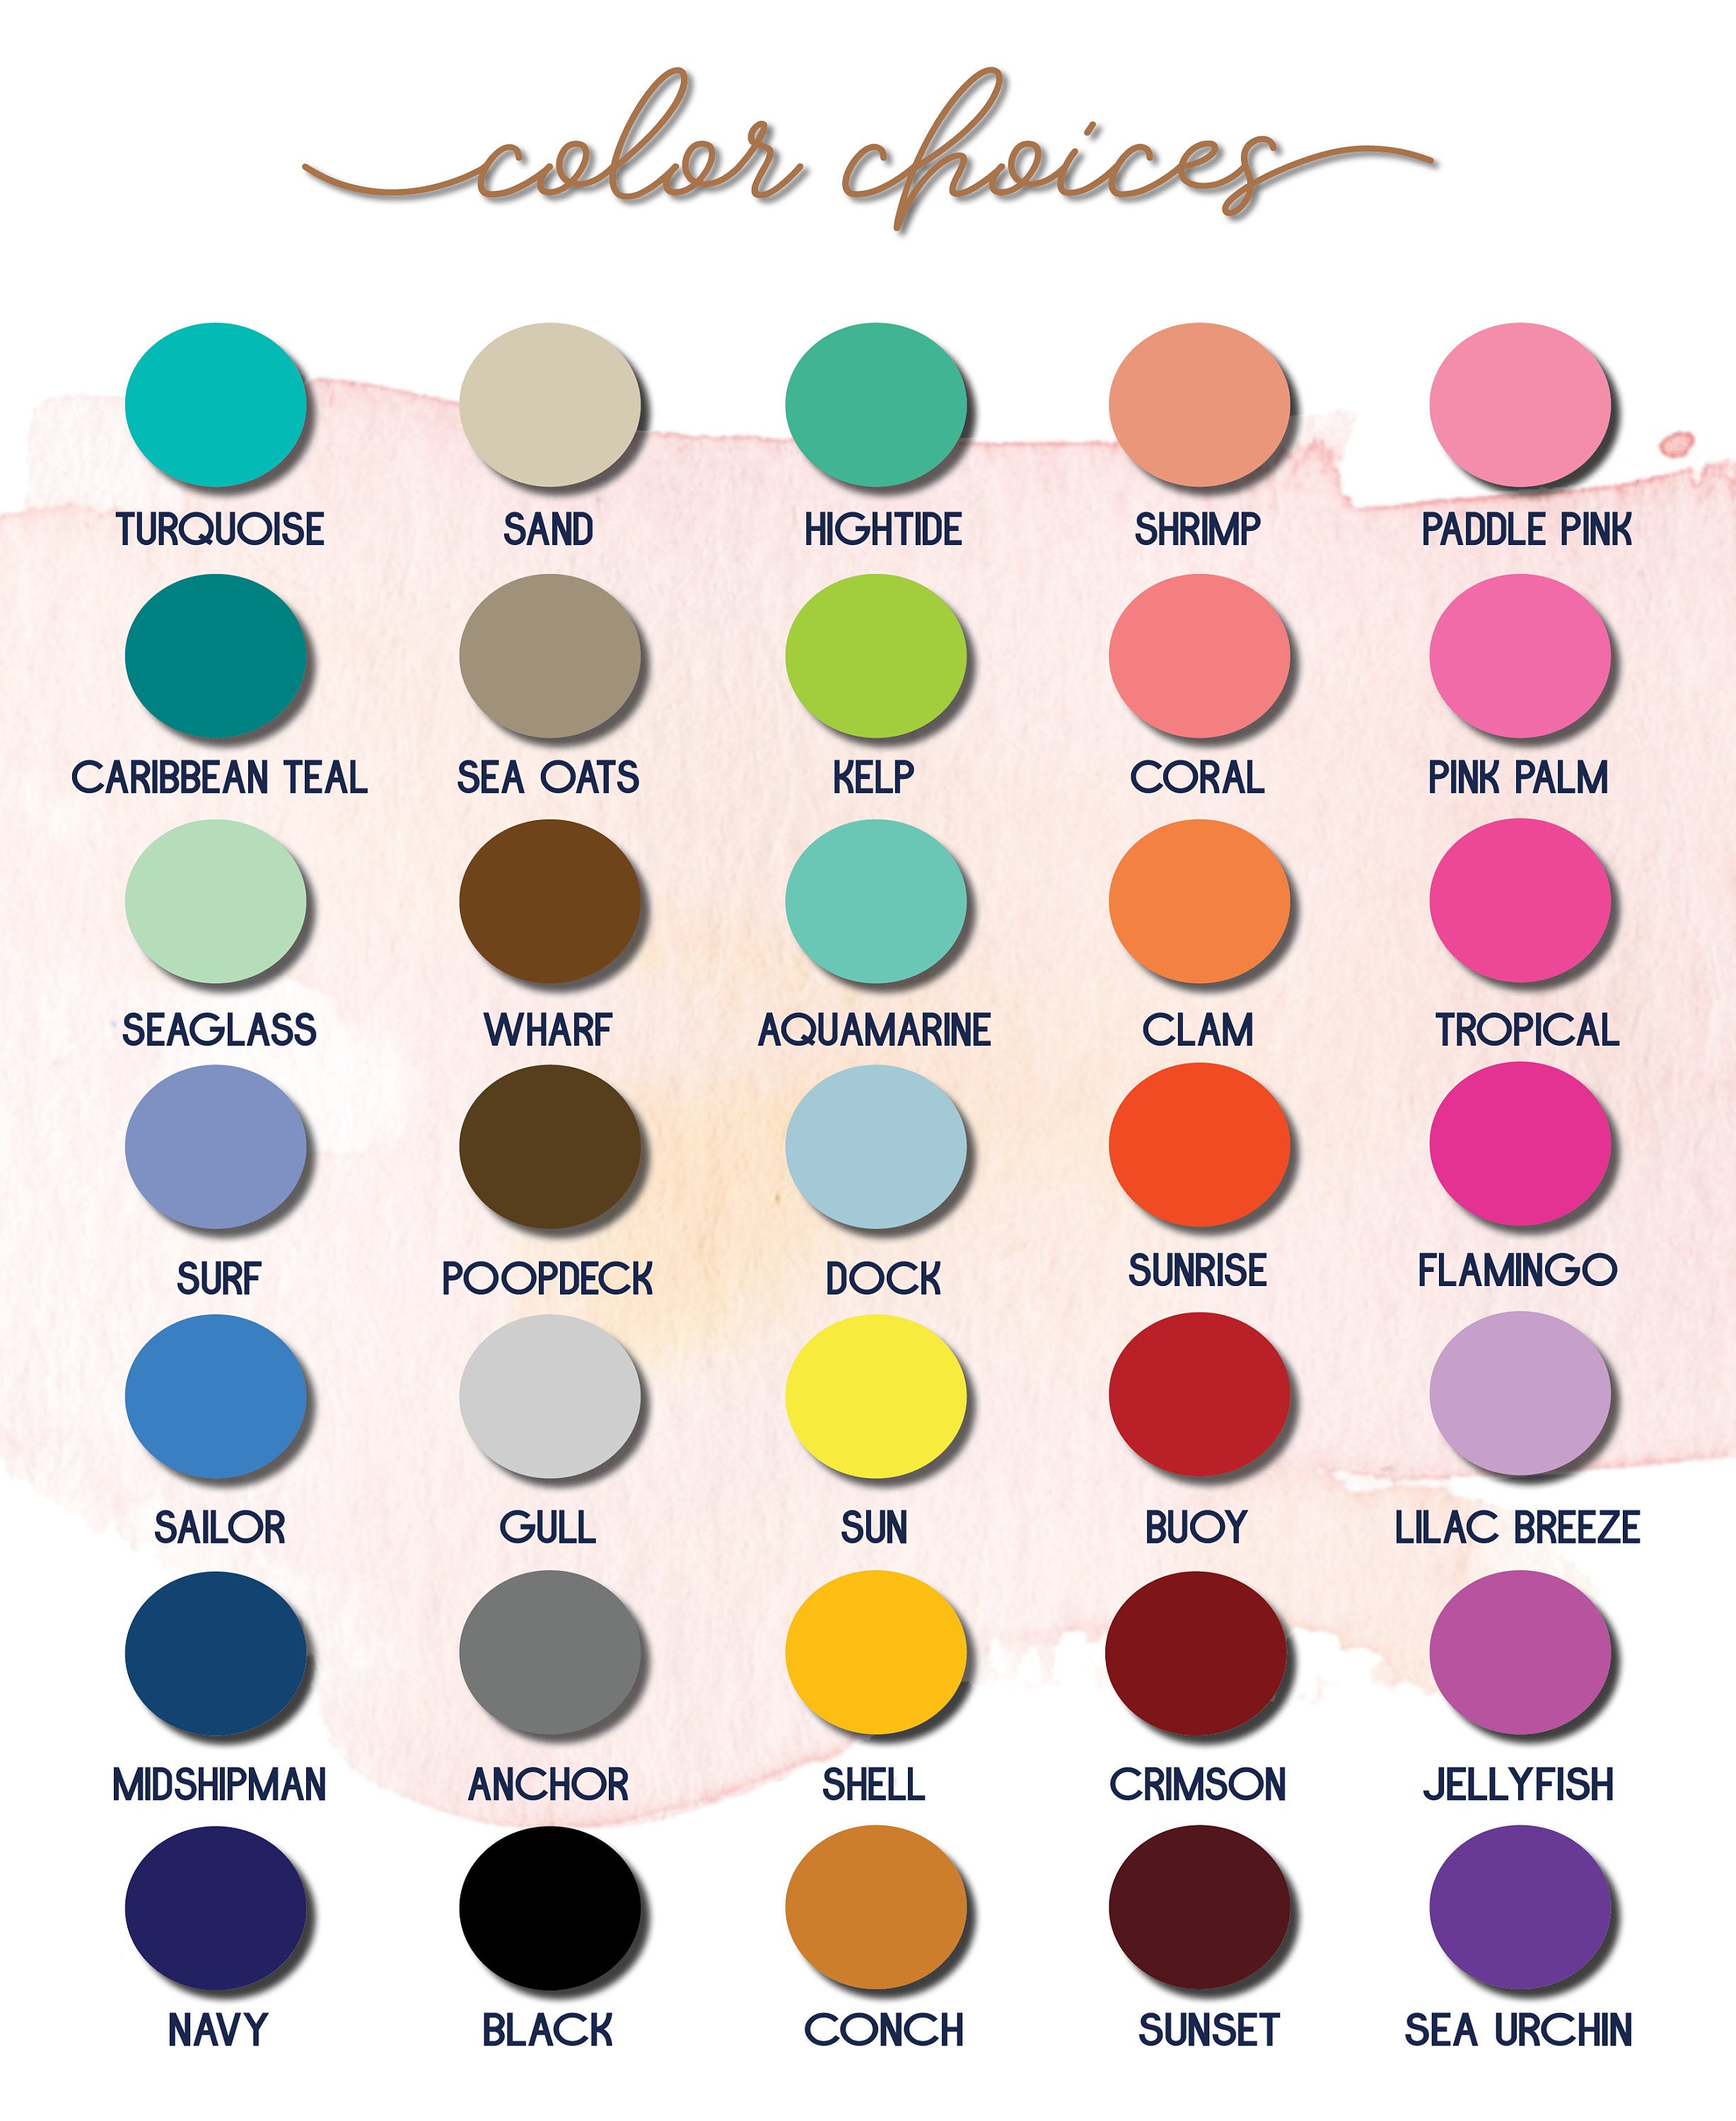 color choices
TURQUOISE SAND HIGHTIDE SHRIMP PADDLE PINK
CARIBBEAN TEAL SEA OATS KELP CORAL PINK PALM
SEAGLASS WHARF AQUAMARINE CLAM TROPICAL
SURF POOPDECK DOCK SUNRISE FLAMINGO
SAILOR GULL SUN BUOY LILAC BREEZE
MIDSHIPMAN ANCHOR SHELL CRIMSON JELLYFISH
NAVY BLACK CONCH SUNSET SEA URCHIN